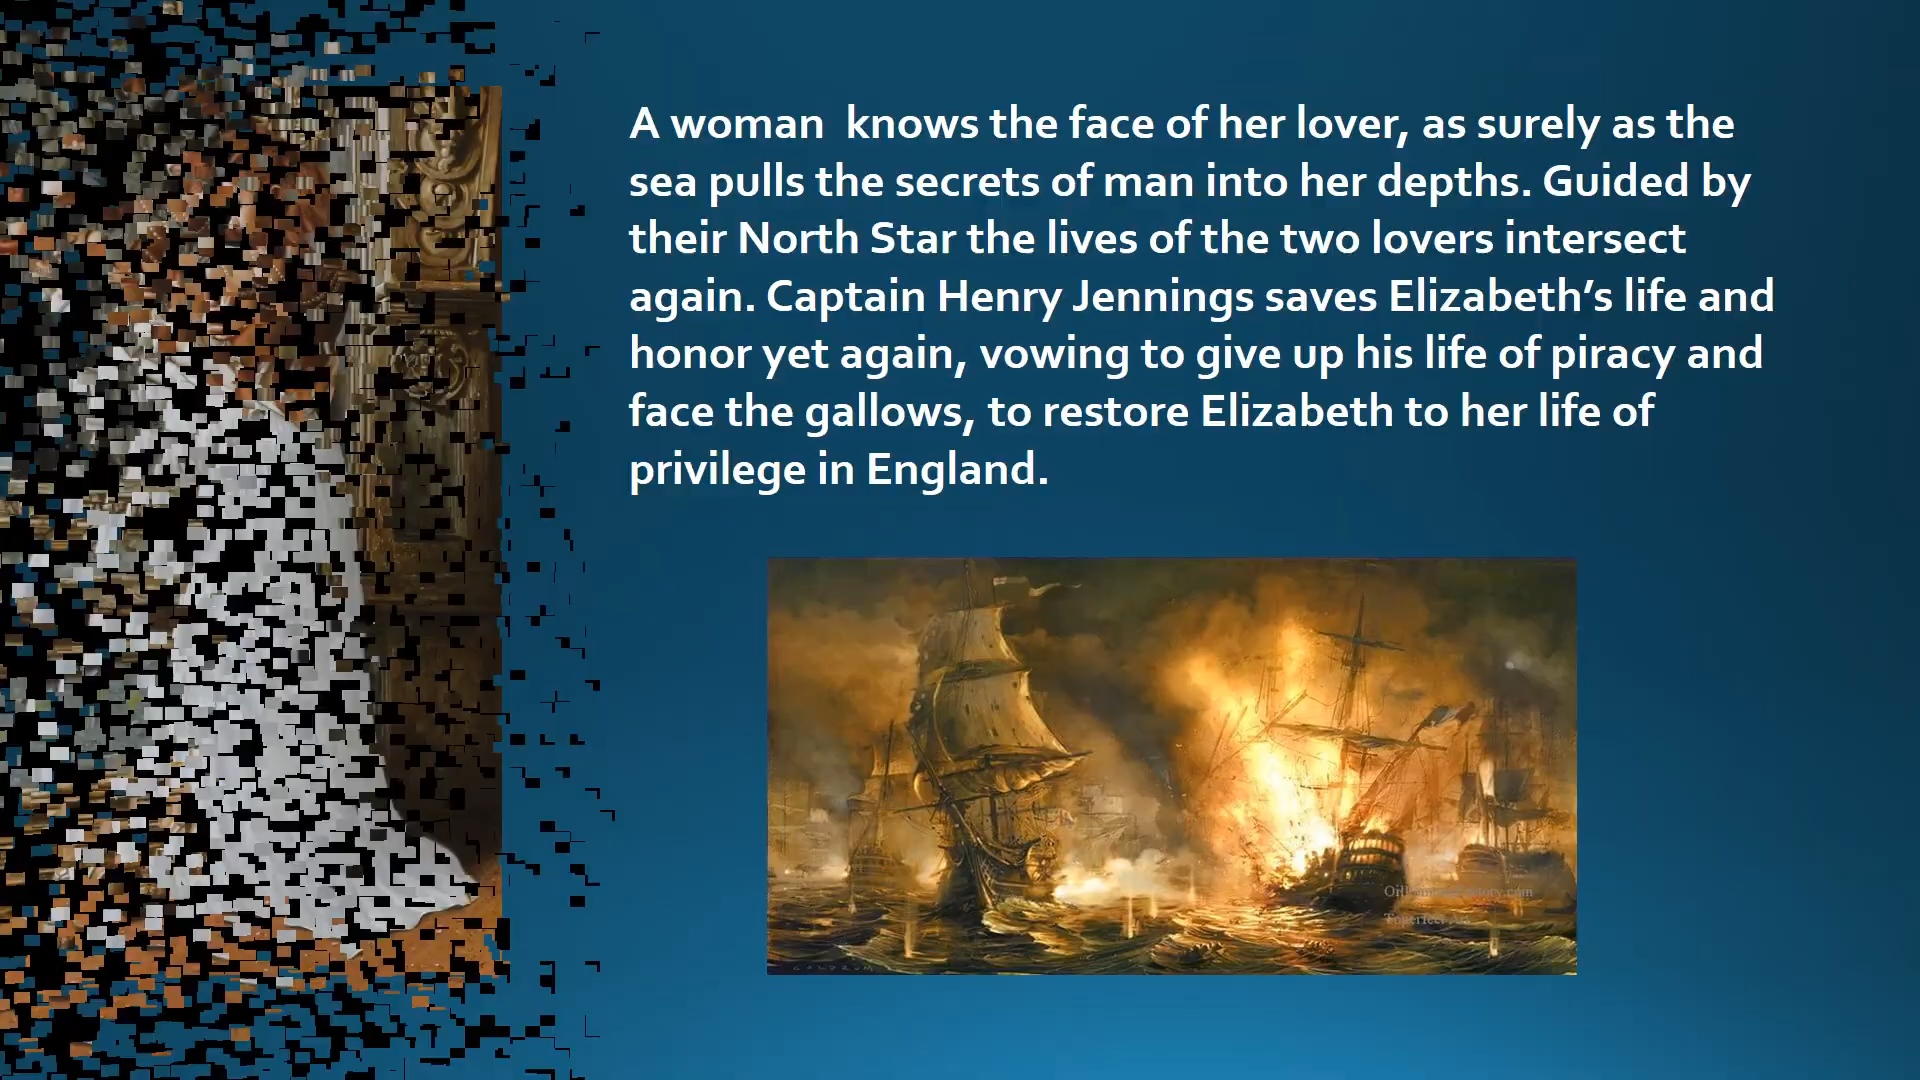 A woman  knows the face of her lover, as surely as the
sea pulls the secrets of man into her depths. Guided by
their North Star the lives of the two lovers intersect
again. Captain Henry Jennings saves Elizabeth’s life and
honor yet again, vowing to give up his life of piracy and
face the gallows, to restore Elizabeth to her life of
privilege in England.